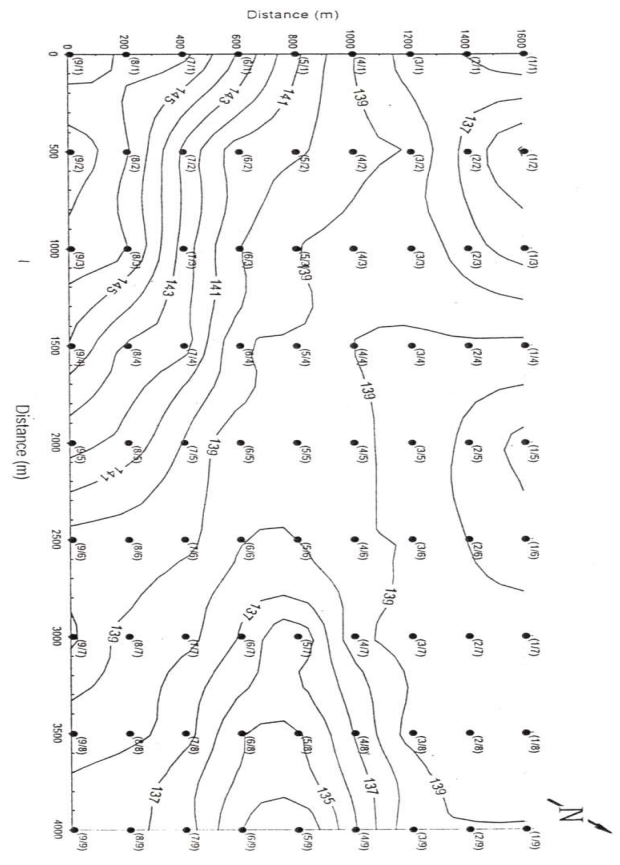 Distance (m)
0 200 400 600 800 1000 1200 1400 1600
(9/1) (8/1) (7/1) (6/1) (5/1) (4/1) (3/1) (2/1) (1/1)
145 143 141 139 137
(9/2) (8/2) (7/2) (6/2) (5/2) (4/2) (3/2) (2/2) (1/2)
(9/3) (8/3) (7/3) (6/3) (5/3) (4/3) (3/3) (2/3) (1/3)
145 143 141 139
(9/4) (8/4) (7/4) (6/4) (5/4) (4/4) (3/4) (2/4) (1/4)
139
(9/5) (8/5) (7/5) (6/5) (5/5) (4/5) (3/5) (2/5) (1/5)
141 139
(9/6) (8/6) (7/6) (6/6) (5/6) (4/6) (3/6) (2/6) (1/6)
137 139
(9/7) (8/7) (7/7) (6/7) (5/7) (4/7) (3/7) (2/7) (1/7)
139
(9/8) (8/8) (7/8) (6/8) (5/8) (4/8) (3/8) (2/8) (1/8)
137 135 137 139
(9/9) (8/9) (7/9) (6/9) (5/9) (4/9) (3/9) (2/9) (1/9)
0 500 1000 1500 2000 2500 3000 3500 4000
Distance (m)
N